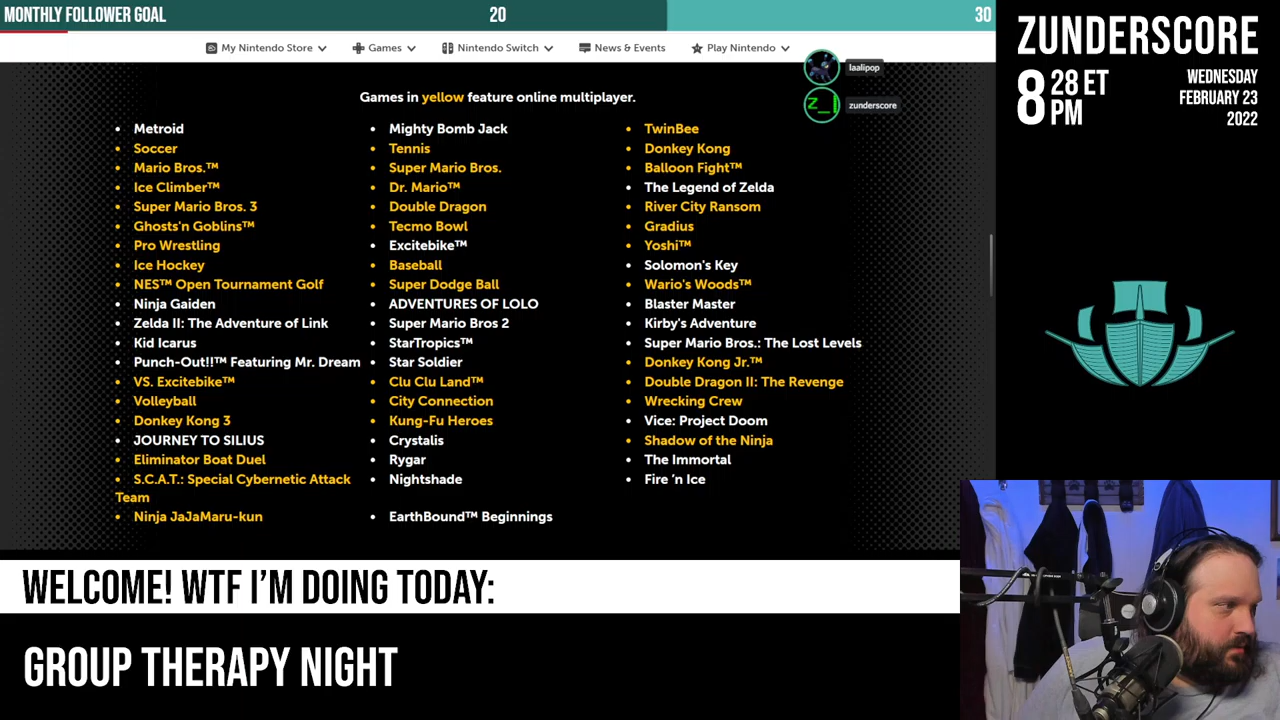 MONTHLY FOLLOWER GOAL 20 30
My Nintendo Store Games Nintendo Switch News & Events Play Nintendo
laalipop
z_
zunderscore
Games in yellow feature online multiplayer.
• Metroid
• Soccer
• Mario Bros.™
• Ice Climber™
• Super Mario Bros. 3
• Ghosts'n Goblins™
• Pro Wrestling
• Ice Hockey
• NES™ Open Tournament Golf
• Ninja Gaiden
• Zelda II: The Adventure of Link
• Kid Icarus
• Punch-Out!!™ Featuring Mr. Dream
• VS. Excitebike™
• Volleyball
• Donkey Kong 3
• JOURNEY TO SILIUS
• Eliminator Boat Duel
• S.C.A.T.: Special Cybernetic Attack
Team
• Ninja JaJaMaru-kun
• Mighty Bomb Jack
• Tennis
• Super Mario Bros.
• Dr. Mario™
• Double Dragon
• Tecmo Bowl
• Excitebike™
• Baseball
• Super Dodge Ball
• ADVENTURES OF LOLO
• Super Mario Bros 2
• StarTropics™
• Star Soldier
• Clu Clu Land™
• City Connection
• Kung-Fu Heroes
• Crystalis
• Rygar
• Nightshade
• EarthBound™ Beginnings
• TwinBee
• Donkey Kong
• Balloon Fight™
• The Legend of Zelda
• River City Ransom
• Gradius
• Yoshi™
• Solomon's Key
• Wario's Woods™
• Blaster Master
• Kirby's Adventure
• Super Mario Bros.: The Lost Levels
• Donkey Kong Jr.™
• Double Dragon II: The Revenge
• Wrecking Crew
• Vice: Project Doom
• Shadow of the Ninja
• The Immortal
• Fire 'n Ice
ZUNDERSCORE
8 28 ET
PM
WEDNESDAY
FEBRUARY 23
2022
WELCOME! WTF I'M DOING TODAY:
GROUP THERAPY NIGHT